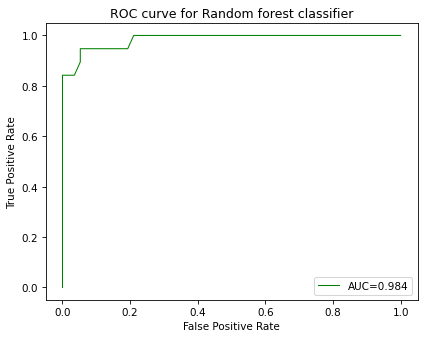 ROC curve for Random forest classifier
True Positive Rate
1.0
0.8
0.6
0.4
0.2
0.0
AUC=0.984
0.0 0.2 0.4 0.6 0.8 1.0
False Positive Rate